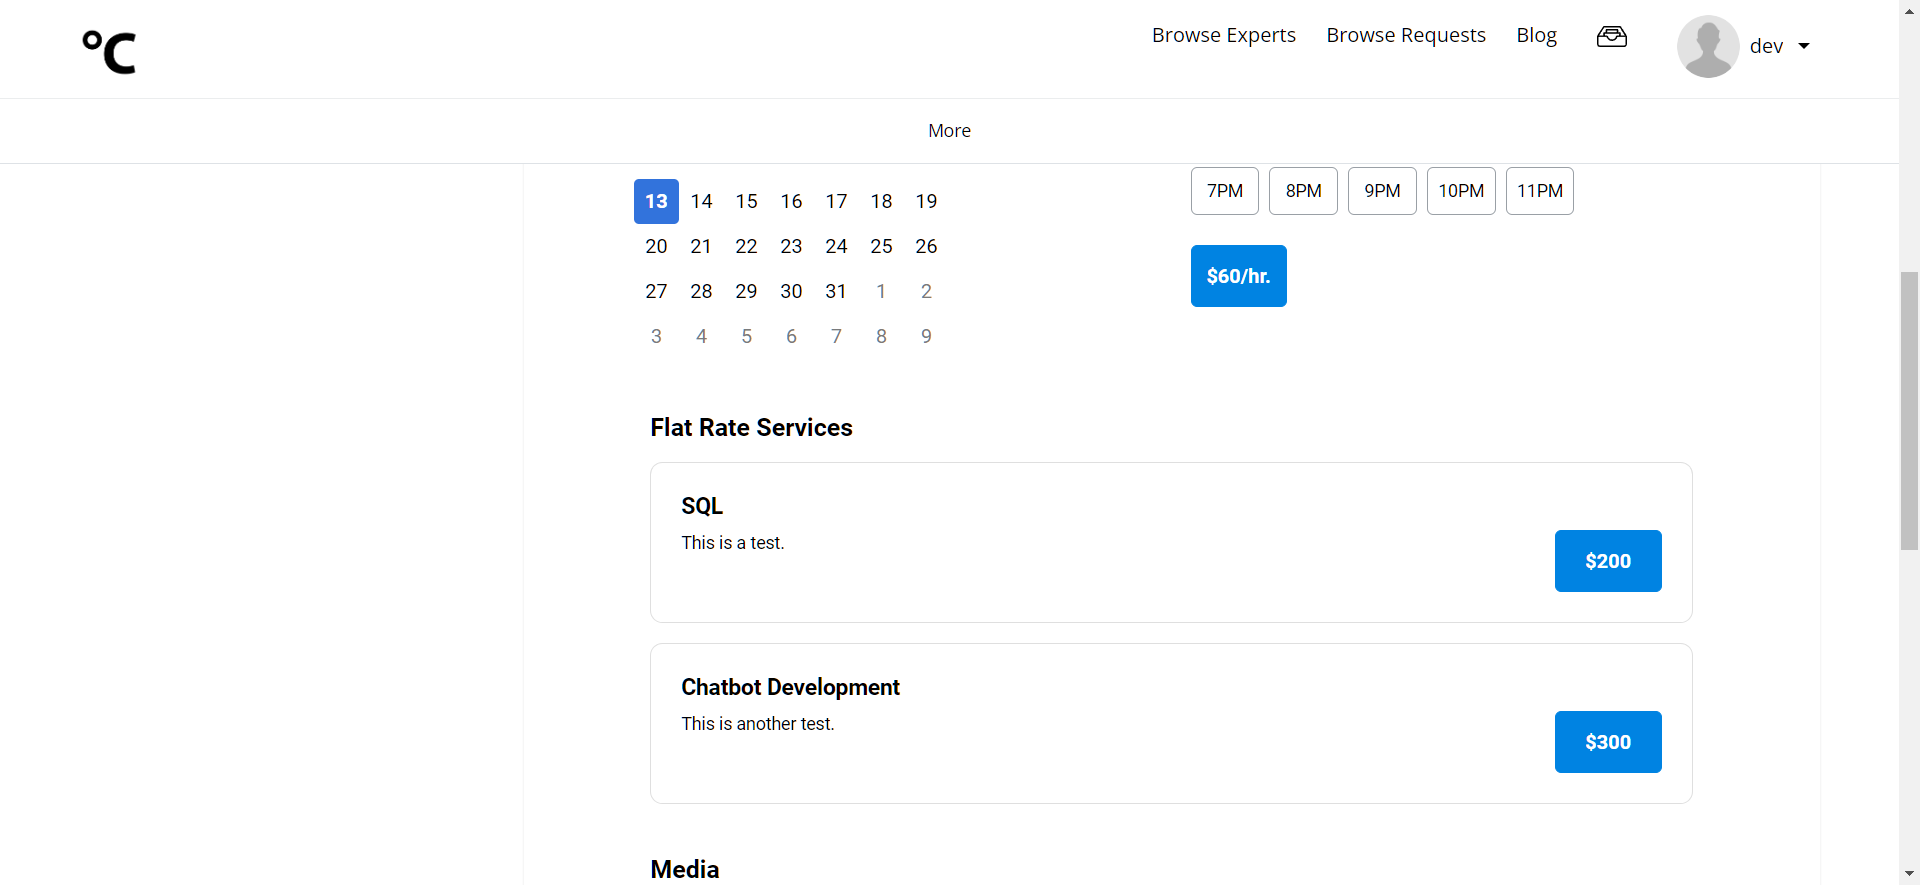 °C
Browse Experts Browse Requests Blog dev
More
13 14 15 16 17 18 19
20 21 22 23 24 25 26
27 28 29 30 31 1 2
3 4 5 6 7 8 9
7PM 8PM 9PM 10PM 11PM
$60/hr.
Flat Rate Services
SQL
This is a test.
$200
Chatbot Development
This is another test.
$300
Media